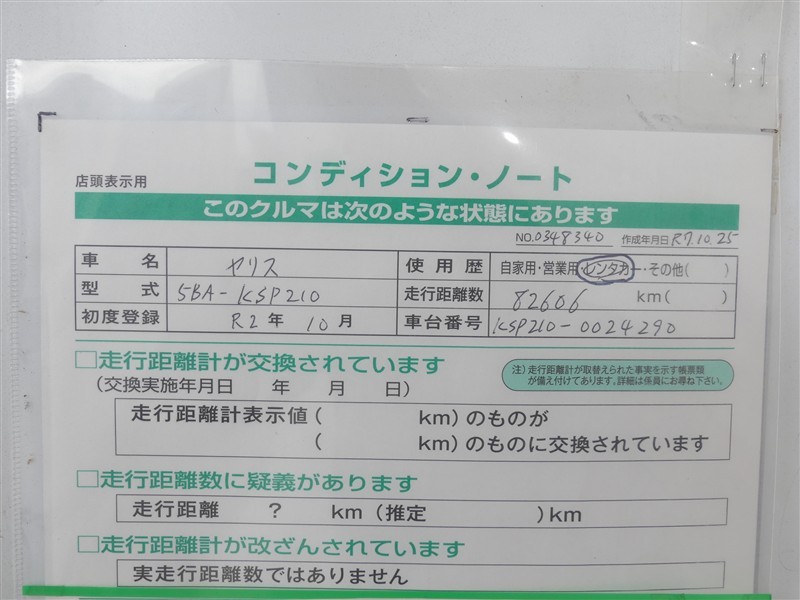 店頭表示用
コンディション・ノート
このクルマは次のような状態にあります
NO.0348340 作成年月日 R7.10.25
車名 ヤリス 使用歴 自家用・営業用・レンタカー・その他( )
型式 5BA-KSP210 走行距離数 82606 km( )
初度登録 R2年 10月 車台番号 KSP210-0024290
□走行距離計が交換されています
(交換実施年月日 年 月 日)
注)走行距離計が取替えられた事実を示す帳票類
が備え付けてあります。詳細は係員にお尋ね下さい。
走行距離計表示値( km)のものが
( km)のものに交換されています
□走行距離数に疑義があります
走行距離 ? km(推定 )km
□走行距離計が改ざんされています
実走行距離数ではありません